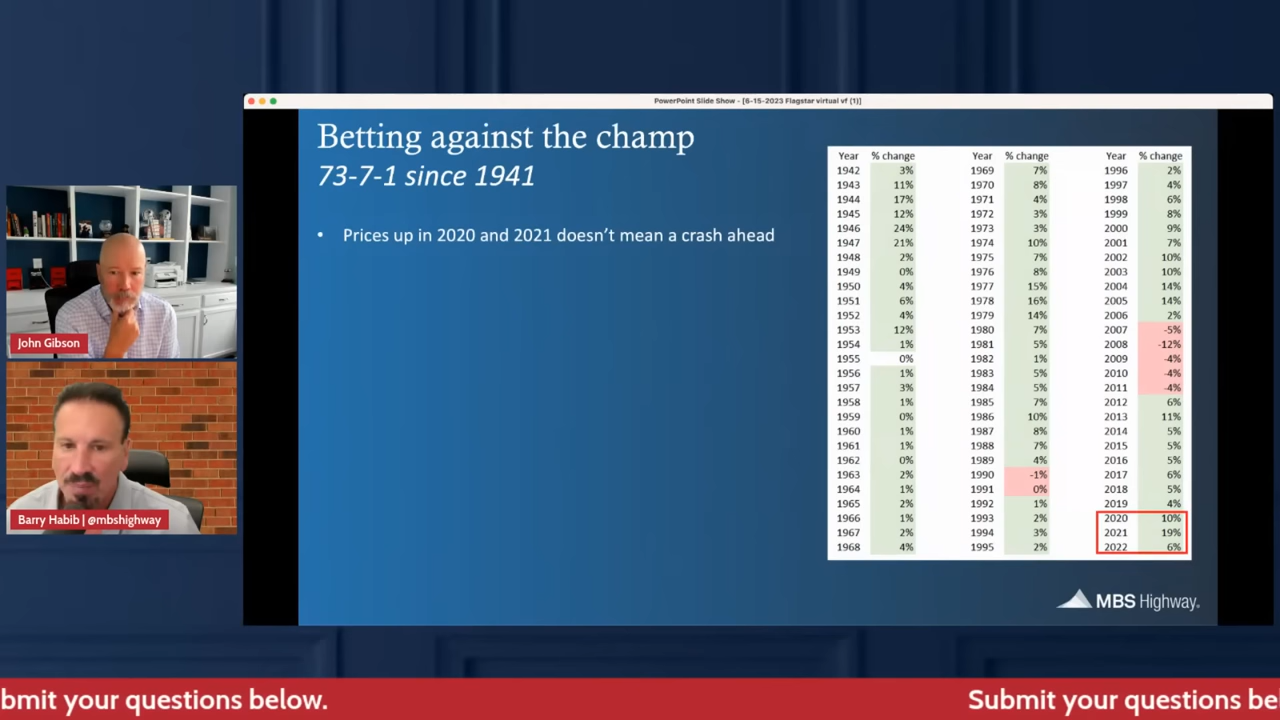 PowerPoint Slide Show - [6-15-2023 Flagstar virtual vf (1)]
Betting against the champ
73-7-1 since 1941
• Prices up in 2020 and 2021 doesn't mean a crash ahead
Year % change Year % change Year % change
1942 3% 1969 7% 1996 2%
1943 11% 1970 8% 1997 4%
1944 17% 1971 4% 1998 6%
1945 12% 1972 3% 1999 8%
1946 24% 1973 3% 2000 9%
1947 21% 1974 10% 2001 7%
1948 2% 1975 7% 2002 10%
1949 0% 1976 8% 2003 10%
1950 4% 1977 15% 2004 14%
1951 6% 1978 16% 2005 14%
1952 4% 1979 14% 2006 2%
1953 12% 1980 7% 2007 -5%
1954 1% 1981 5% 2008 -12%
1955 0% 1982 1% 2009 -4%
1956 1% 1983 5% 2010 -4%
1957 3% 1984 5% 2011 -4%
1958 1% 1985 7% 2012 6%
1959 0% 1986 10% 2013 11%
1960 1% 1987 8% 2014 5%
1961 1% 1988 7% 2015 5%
1962 0% 1989 4% 2016 5%
1963 2% 1990 -1% 2017 6%
1964 1% 1991 0% 2018 5%
1965 2% 1992 1% 2019 4%
1966 1% 1993 2% 2020 10%
1967 2% 1994 3% 2021 19%
1968 4% 1995 2% 2022 6%
John Gibson
Barry Habib | @mbshighway
MBS Highway
bmit your questions below. Submit your questions be